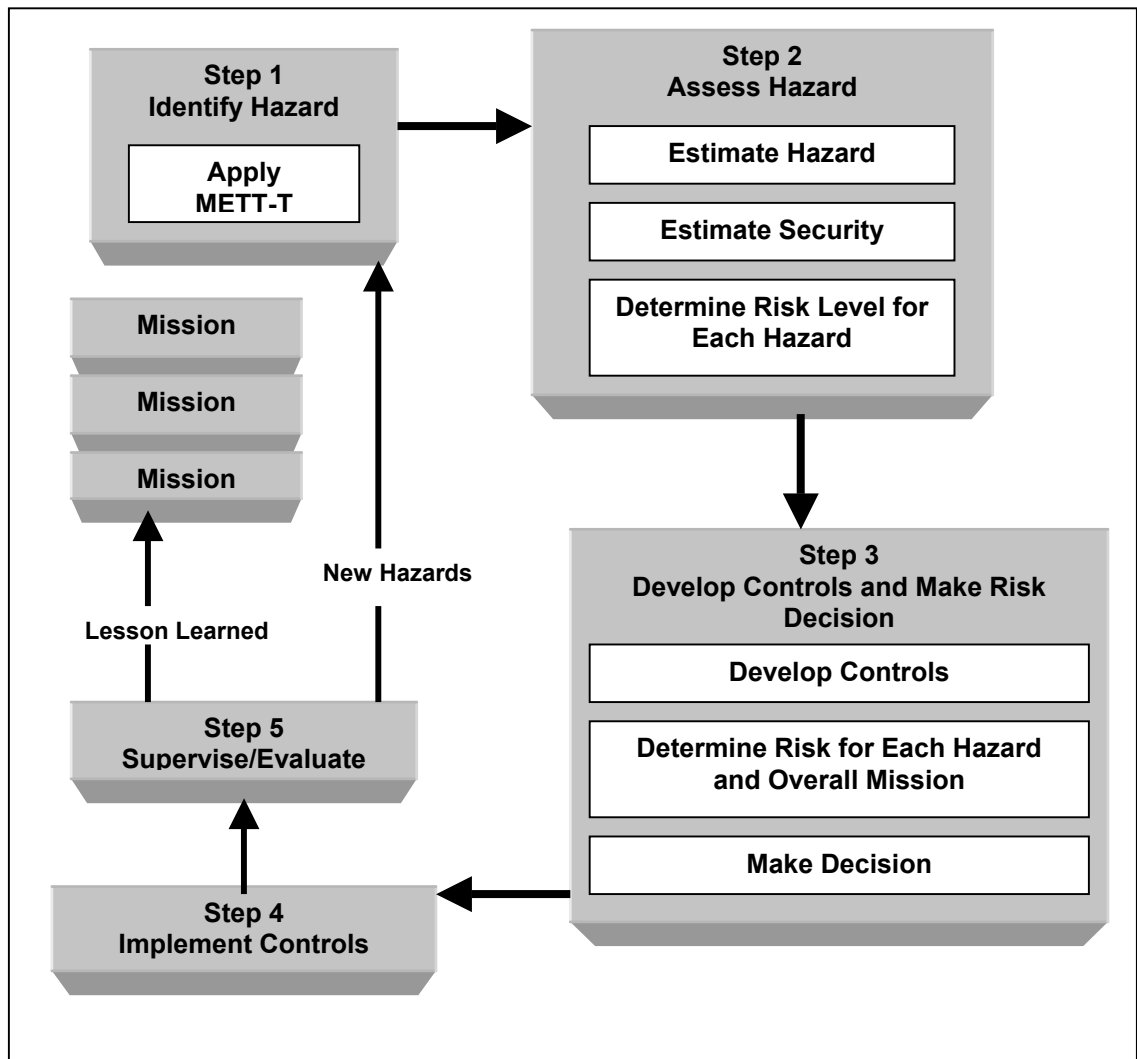 Step 1
Identify Hazard
Apply
METT-T
Step 2
Assess Hazard
Estimate Hazard
Estimate Security
Determine Risk Level for
Each Hazard
Mission
Mission
Mission
New Hazards
Lesson Learned
Step 3
Develop Controls and Make Risk
Decision
Develop Controls
Determine Risk for Each Hazard
and Overall Mission
Make Decision
Step 5
Supervise/Evaluate
Step 4
Implement Controls